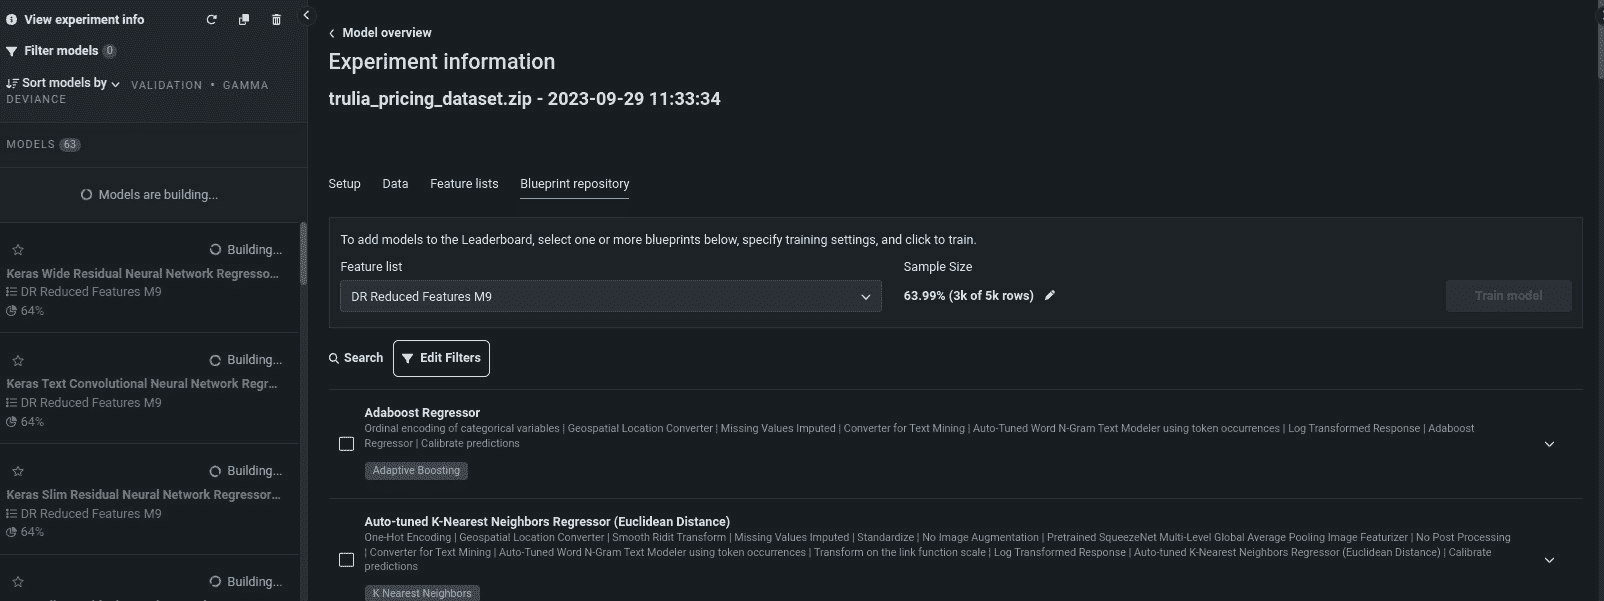 View experiment info
Filter models 0
Sort models by VALIDATION • GAMMA
DEVIANCE
MODELS 63
Models are building...
Building...
Keras Wide Residual Neural Network Regresso...
DR Reduced Features M9
64%
Building...
Keras Text Convolutional Neural Network Regr...
DR Reduced Features M9
64%
Building...
Keras Slim Residual Neural Network Regressor...
DR Reduced Features M9
64%
Building...
Model overview
Experiment information
trulia_pricing_dataset.zip - 2023-09-29 11:33:34
Setup Data Feature lists Blueprint repository
To add models to the Leaderboard, select one or more blueprints below, specify training settings, and click to train.
Feature list Sample Size
DR Reduced Features M9 63.99% (3k of 5k rows) Train model
Search Edit Filters
Adaboost Regressor
Ordinal encoding of categorical variables | Geospatial Location Converter | Missing Values Imputed | Converter for Text Mining | Auto-Tuned Word N-Gram Text Modeler using token occurrences | Log Transformed Response | Adaboost
Regressor | Calibrate predictions
Adaptive Boosting
Auto-tuned K-Nearest Neighbors Regressor (Euclidean Distance)
One-Hot Encoding | Geospatial Location Converter | Smooth Ridit Transform | Missing Values Imputed | Standardize | No Image Augmentation | Pretrained SqueezeNet Multi-Level Global Average Pooling Image Featurizer | No Post Processing
| Converter for Text Mining | Auto-Tuned Word N-Gram Text Modeler using token occurrences | Transform on the link function scale | Log Transformed Response | Auto-tuned K-Nearest Neighbors Regressor (Euclidean Distance) | Calibrate
predictions
K Nearest Neighbors